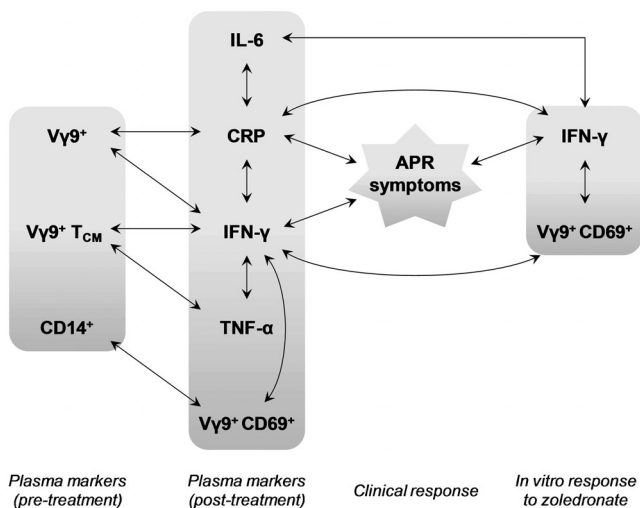 IL-6
Vγ9⁺
CRP
APR
symptoms
IFN-γ
Vγ9⁺ T_CM
IFN-γ
Vγ9⁺ CD69⁺
CD14⁺
TNF-α
Vγ9⁺ CD69⁺
Plasma markers
(pre-treatment)
Plasma markers
(post-treatment)
Clinical response
In vitro response
to zoledronate